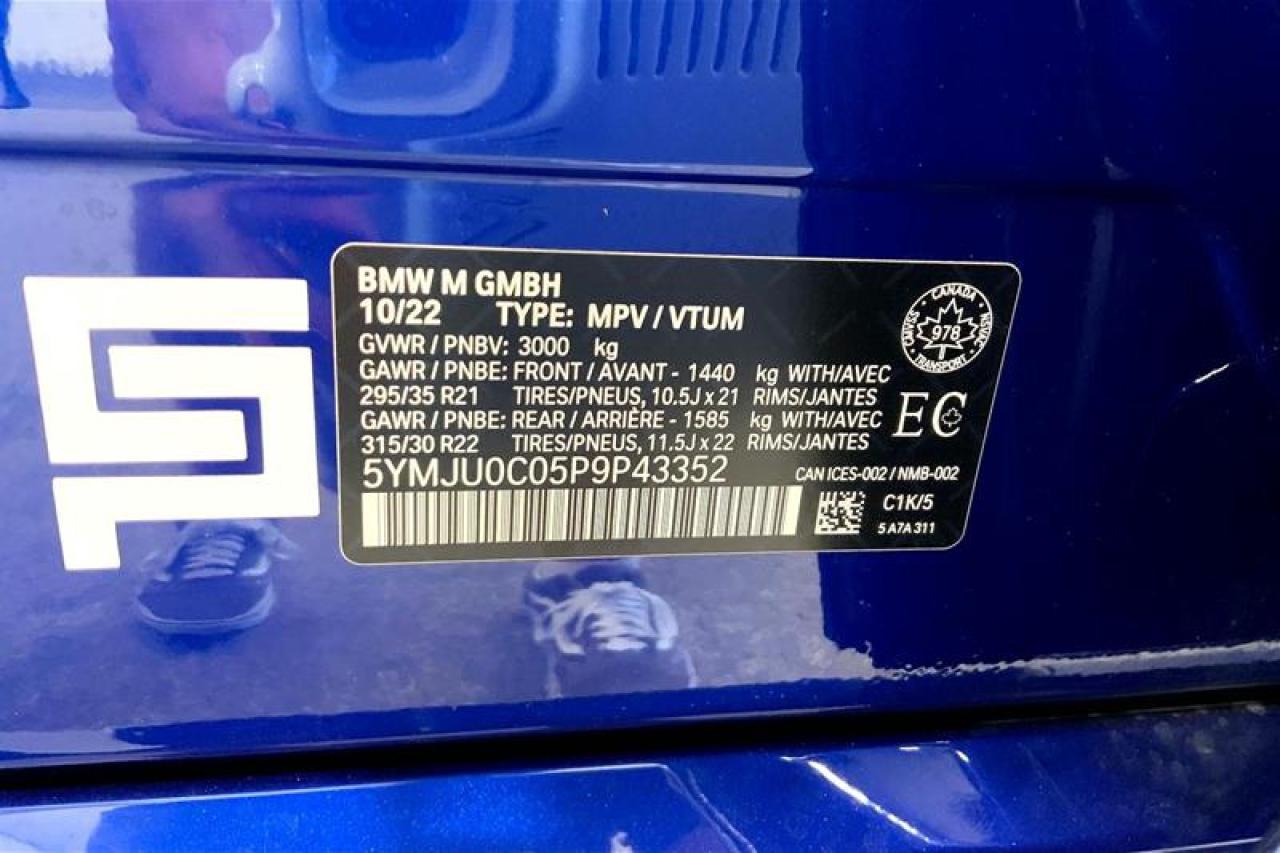 BMW M GMBH
10/22 TYPE: MPV / VTUM
GVWR / PNBV: 3000 kg
GAWR / PNBE: FRONT / AVANT - 1440 kg WITH/AVEC
295/35 R21 TIRES/PNEUS, 10.5J x 21 RIMS/JANTES
GAWR / PNBE: REAR / ARRIÈRE - 1585 kg WITH/AVEC
315/30 R22 TIRES/PNEUS, 11.5J x 22 RIMS/JANTES
5YMJU0C05P9P43352
CANADA
CMVSS 978 NSVAC
TRANSPORT
EC
CAN ICES-002 / NMB-002
C1K/5
5 A7A 311